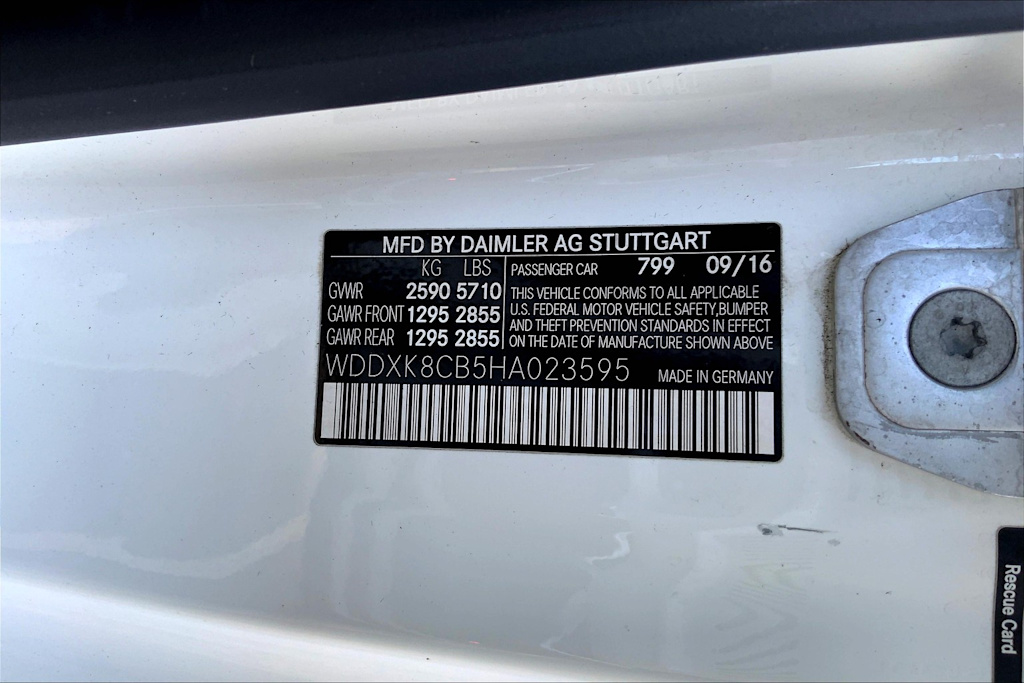 MFD BY DAIMLER AG STUTTGART
KG LBS
GVWR 2590 5710
GAWR FRONT 1295 2855
GAWR REAR 1295 2855
PASSENGER CAR 799 09/16
THIS VEHICLE CONFORMS TO ALL APPLICABLE
U.S. FEDERAL MOTOR VEHICLE SAFETY,BUMPER
AND THEFT PREVENTION STANDARDS IN EFFECT
ON THE DATE OF MANUFACTURE SHOWN ABOVE
WDDXK8CB5HA023595
MADE IN GERMANY
Rescue Card